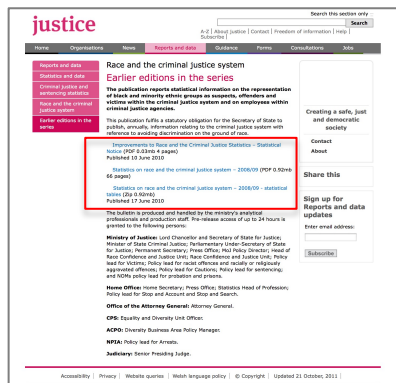 Search this section only
justice
Search
A-Z | About justice | Contact | Freedom of information | Help |
Subscribe |
Home Organisations News Reports and data Guidance Forms Consultations Jobs
Reports and data
Statistics and data
Criminal justice and
sentencing statistics
Race and the criminal
justice system
Earlier editions in the
series
Race and the criminal justice system
Earlier editions in the series
The publication reports statistical information on the representation
of black and minority ethnic groups as suspects, offenders and
victims within the criminal justice system and on employees within
criminal justice agencies.
This publication fulfils a statutory obligation for the Secretary of State to
publish, annually, information relating to the criminal justice system with
reference to avoiding discrimination on the ground of race.
Improvements to Race and the Criminal Justice Statistics – Statistical
Notice (PDF 0.03mb 4 pages)
Published 10 June 2010
Statistics on race and the criminal justice system – 2008/09 (PDF 0.92mb
66 pages)
Statistics on race and the criminal justice system – 2008/09 - statistical
tables (Zip 0.92mb)
Published 17 June 2010
The bulletin is produced and handled by the ministry's analytical
professionals and production staff. Pre-release access of up to 24 hours is
granted to the following persons:
Ministry of Justice: Lord Chancellor and Secretary of State for Justice;
Minister of State Criminal Justice; Parliamentary Under-Secretary of State
for Justice; Permanent Secretary; Press Office; MoJ Policy Director; Head of
Race Confidence and Justice Unit; Race Confidence and Justice Unit; Policy
lead for Victims; Policy lead for racist offences and racially or religiously
aggravated offences; Policy lead for Cautions; Policy lead for sentencing;
and NOMs policy lead for probation and prisons.
Home Office: Home Secretary; Press Office; Statistics Head of Profession;
Policy lead for Stop and Account and Stop and Search.
Office of the Attorney General: Attorney General.
CPS: Equality and Diversity Unit Officer.
ACPO: Diversity Business Area Policy Manager.
NPIA: Policy lead for Arrests.
Judiciary: Senior Presiding Judge.
Creating a safe, just
and democratic
society
Contact
About
Share this
Sign up for
Reports and data
updates
Enter email address:
Subscribe
Accessibility | Privacy | Website queries | Welsh language policy | © Copyright | Updated 21 October, 2011 |